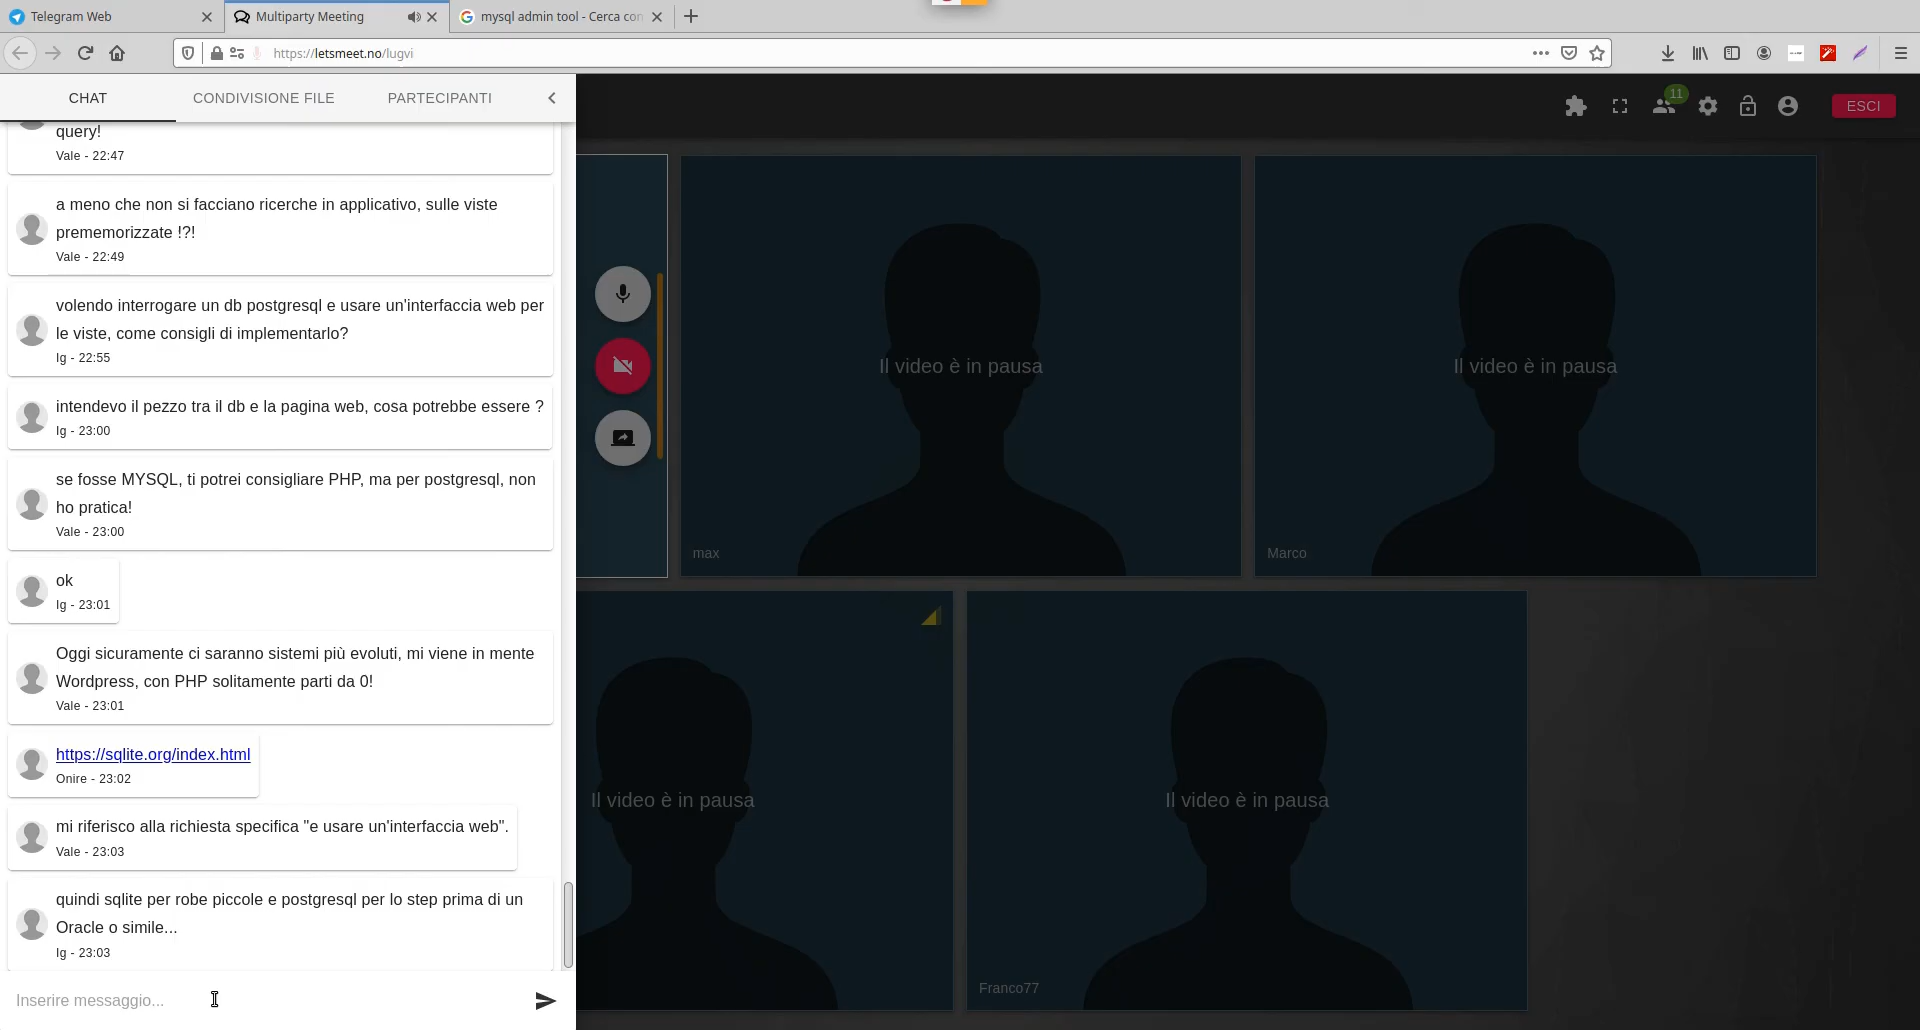 Telegram Web
Multiparty Meeting
mysql admin tool - Cerca con
https://letsmeet.no/lugvi
CHAT
CONDIVISIONE FILE
PARTECIPANTI
11
ESCI
query!
Vale - 22:47
a meno che non si facciano ricerche in applicativo, sulle viste
prememorizzate !?!
Vale - 22:49
volendo interrogare un db postgresql e usare un'interfaccia web per
le viste, come consigli di implementarlo?
Ig - 22:55
intendevo il pezzo tra il db e la pagina web, cosa potrebbe essere ?
Ig - 23:00
se fosse MYSQL, ti potrei consigliare PHP, ma per postgresql, non
ho pratica!
Vale - 23:00
ok
Ig - 23:01
Oggi sicuramente ci saranno sistemi più evoluti, mi viene in mente
Wordpress, con PHP solitamente parti da 0!
Vale - 23:01
https://sqlite.org/index.html
Onire - 23:02
mi riferisco alla richiesta specifica "e usare un'interfaccia web".
Vale - 23:03
quindi sqlite per robe piccole e postgresql per lo step prima di un
Oracle o simile...
Ig - 23:03
Inserire messaggio...
Il video è in pausa
max
Il video è in pausa
Marco
Il video è in pausa
Il video è in pausa
Franco77